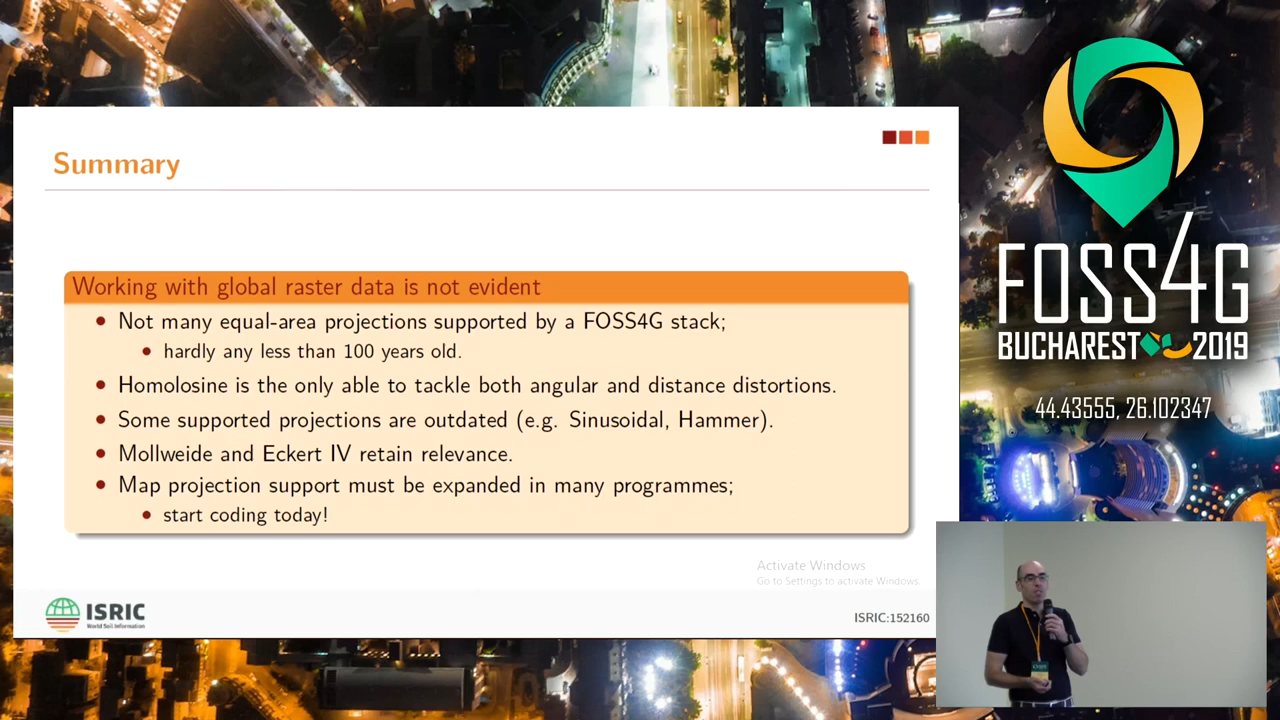 Summary
Working with global raster data is not evident
Not many equal-area projections supported by a FOSS4G stack;
hardly any less than 100 years old.
Homolosine is the only able to tackle both angular and distance distortions.
Some supported projections are outdated (e.g. Sinusoidal, Hammer).
Mollweide and Eckert IV retain relevance.
Map projection support must be expanded in many programmes;
start coding today!
Activate Windows
Go to Settings to activate Windows.
ISRIC
World Soil Information
ISRIC:152160
FOSS4G
BUCHAREST 2019
44.43555, 26.102347